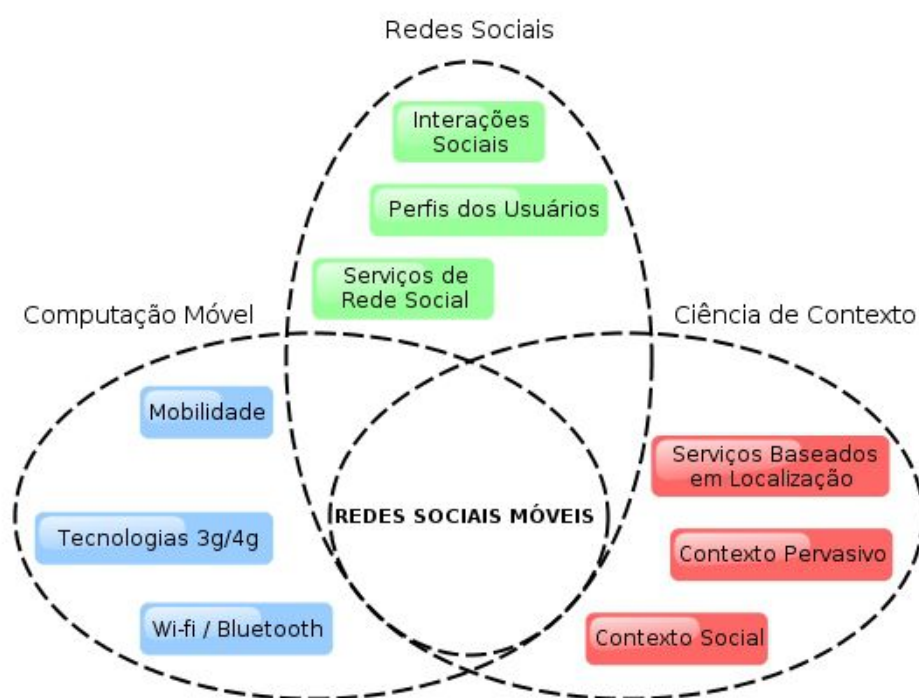 Redes Sociais
Interações
Sociais
Perfis dos Usuários
Serviços de
Rede Social
Computação Móvel
Ciência de Contexto
Mobilidade
Serviços Baseados
em Localização
REDES SOCIAIS MÓVEIS
Tecnologias 3g/4g
Contexto Pervasivo
Wi-fi / Bluetooth
Contexto Social